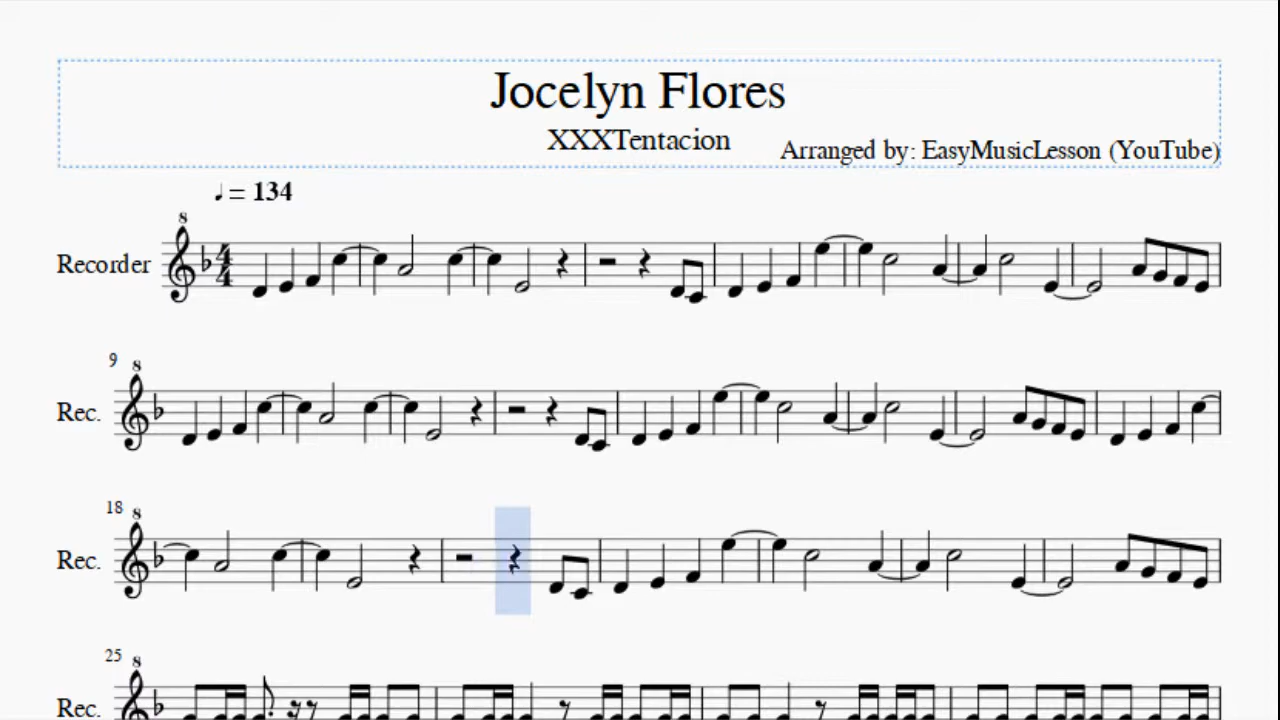 Jocelyn Flores
XXXTentacion
Arranged by: EasyMusicLesson (YouTube)
♩ = 134
8
Recorder
4
4
9
8
Rec.
18
8
Rec.
25
8
Rec.